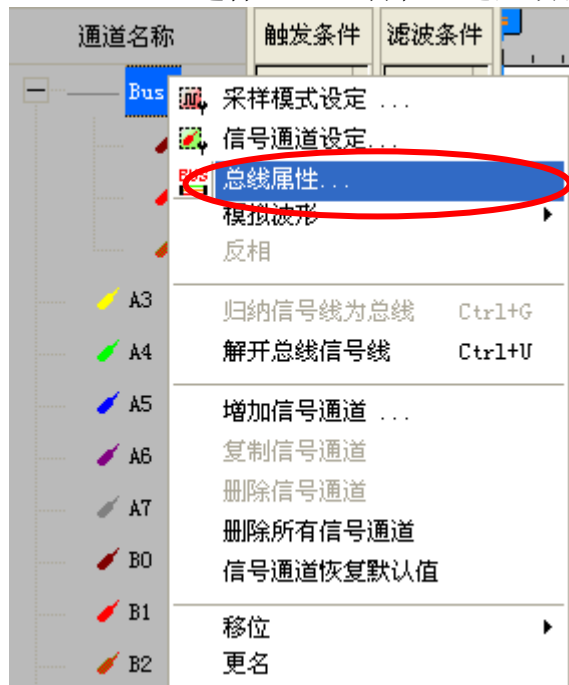 通道名称 触发条件 滤波条件
Bus
采样模式设定 ...
信号通道设定...
BUS 总线属性...
模拟波形
反相
A3
归纳信号线为总线 Ctrl+G
A4
解开总线信号线 Ctrl+U
A5
增加信号通道 ...
A6
复制信号通道
删除信号通道
A7
删除所有信号通道
B0
信号通道恢复默认值
B1
移位
B2
更名